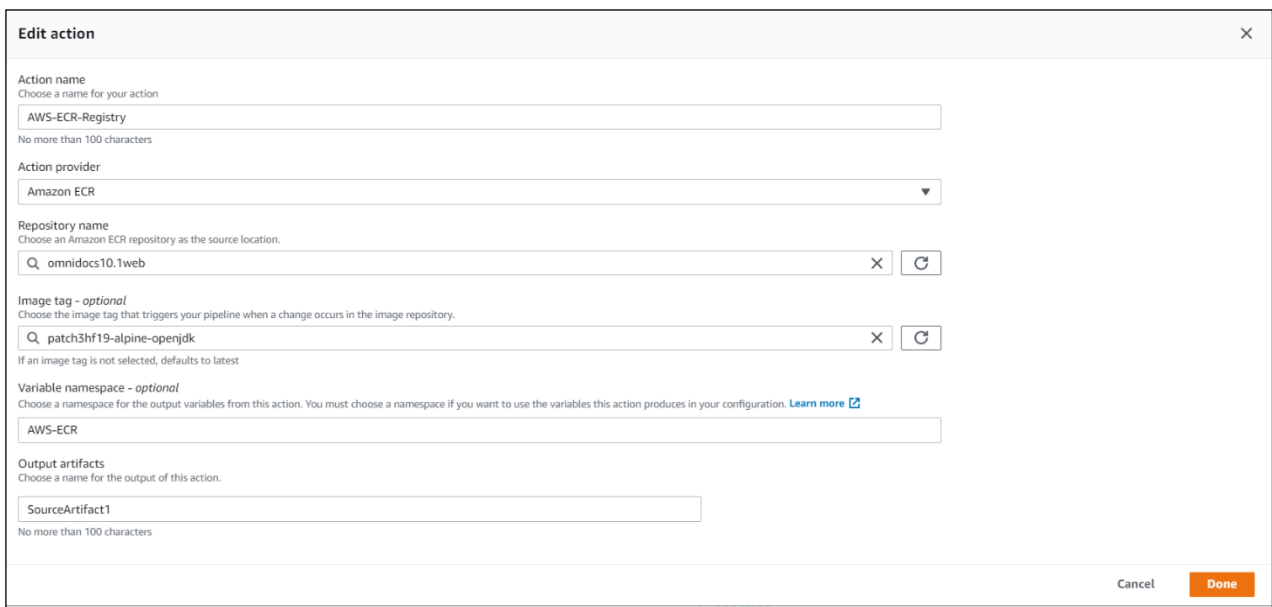 Edit action
Action name
Choose a name for your action
AWS-ECR-Registry
No more than 100 characters
Action provider
Amazon ECR
Repository name
Choose an Amazon ECR repository as the source location.
omnidocs10.1web
Image tag - optional
Choose the image tag that triggers your pipeline when a change occurs in the image repository.
patch3hf19-alpine-openjdk
If an image tag is not selected, defaults to latest
Variable namespace - optional
Choose a namespace for the output variables from this action. You must choose a namespace if you want to use the variables this action produces in your configuration. Learn more
AWS-ECR
Output artifacts
Choose a name for the output of this action.
SourceArtifact1
No more than 100 characters
Cancel Done